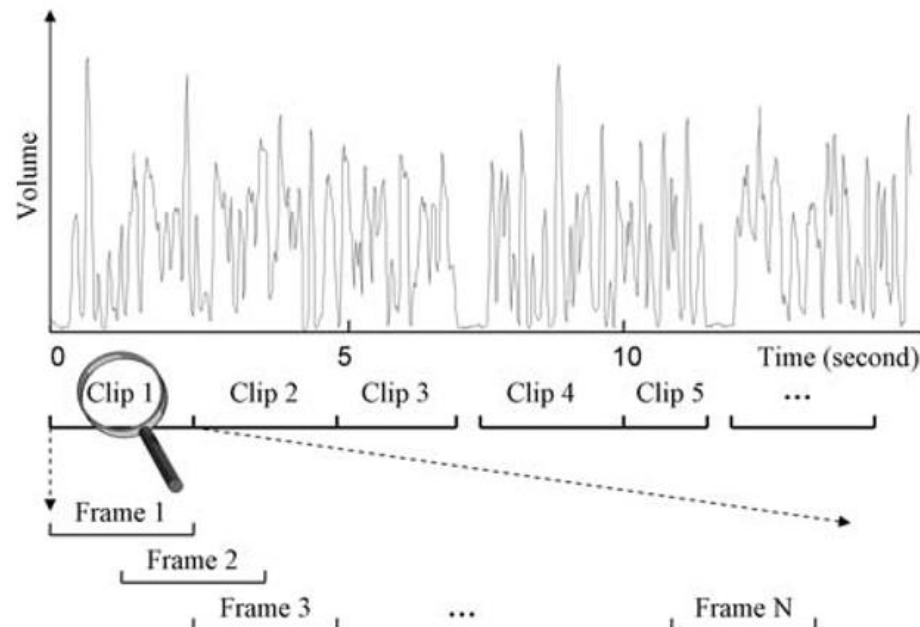 Volume
0 5 10 Time (second)
Clip 1 Clip 2 Clip 3 Clip 4 Clip 5 ...
Frame 1
Frame 2
Frame 3 ... Frame N